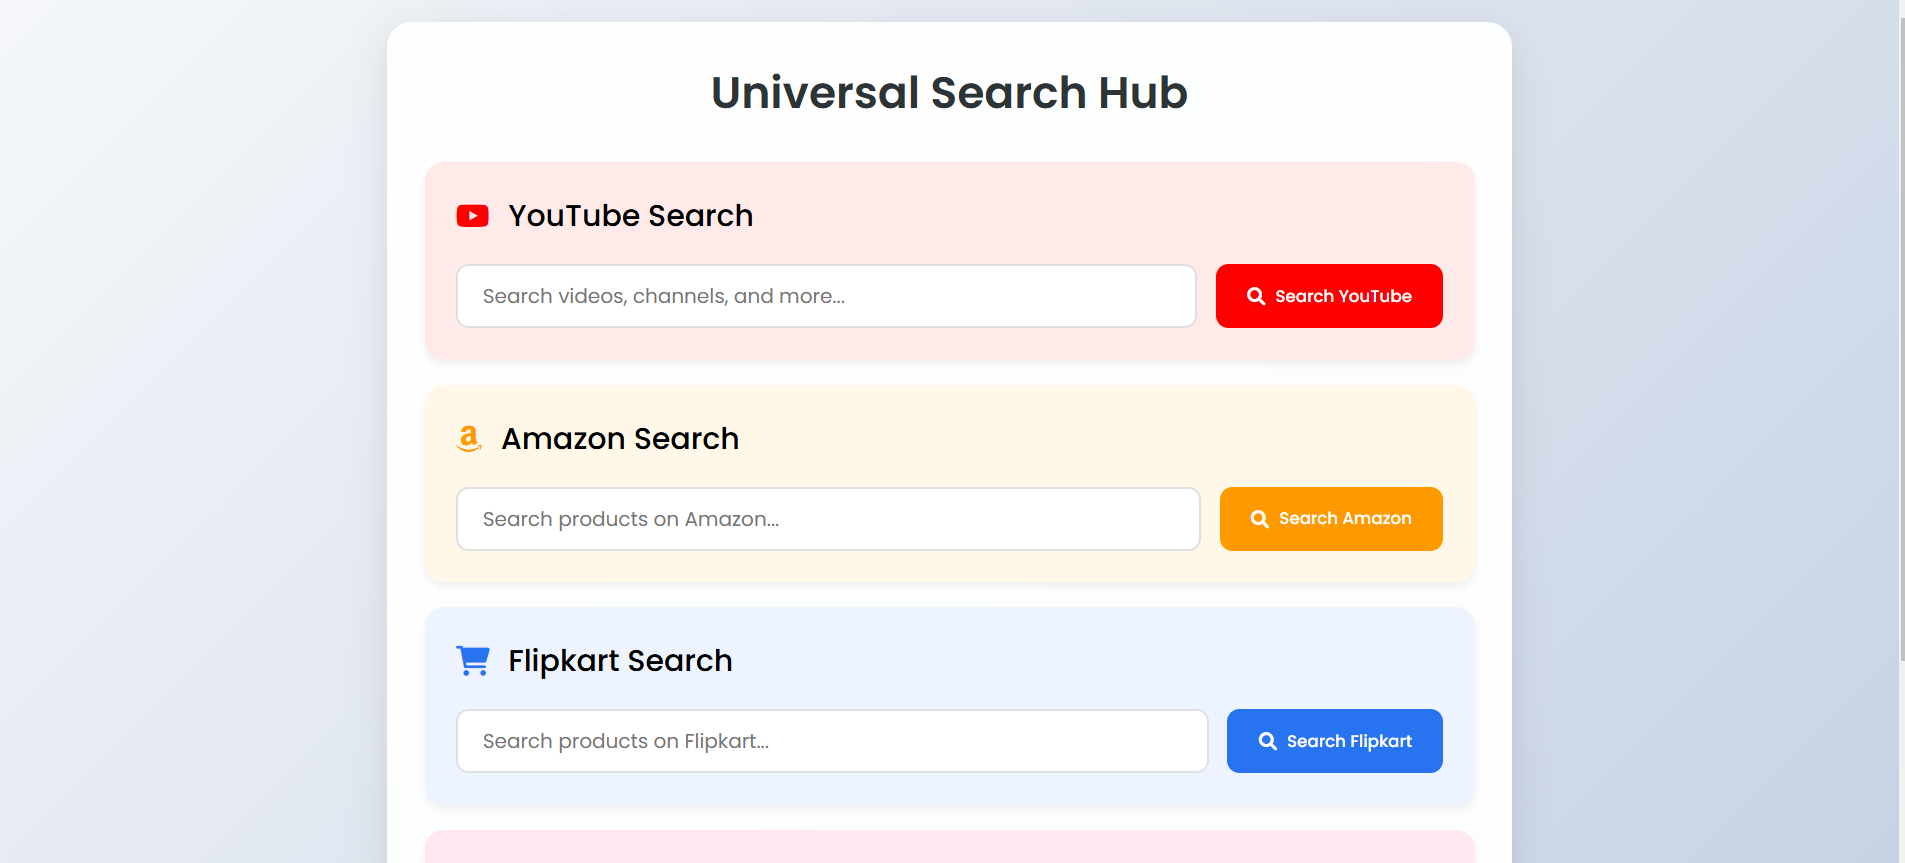 Universal Search Hub
YouTube Search
Search videos, channels, and more...
Search YouTube
Amazon Search
Search products on Amazon...
Search Amazon
Flipkart Search
Search products on Flipkart...
Search Flipkart